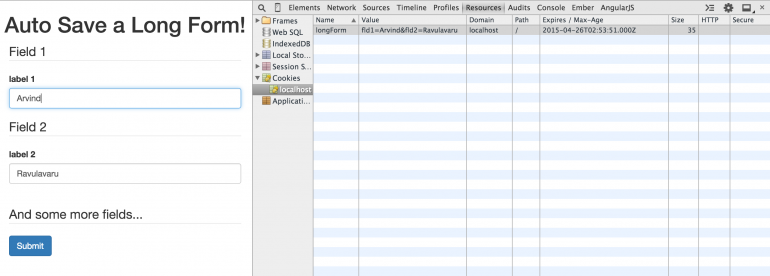 Auto Save a Long Form!
Field 1
label 1
Arvind
Field 2
label 2
Ravulavaru
And some more fields...
Submit
Elements Network Sources Timeline Profiles Resources Audits Console Ember AngularJS
Frames
Web SQL
IndexedDB
Local Sto...
Session S...
Cookies
localhost
Applicati...
Name Value Domain Path Expires / Max-Age Size HTTP Secure
longForm fld1=Arvind&fld2=Ravulavaru localhost / 2015-04-26T02:53:51.000Z 35